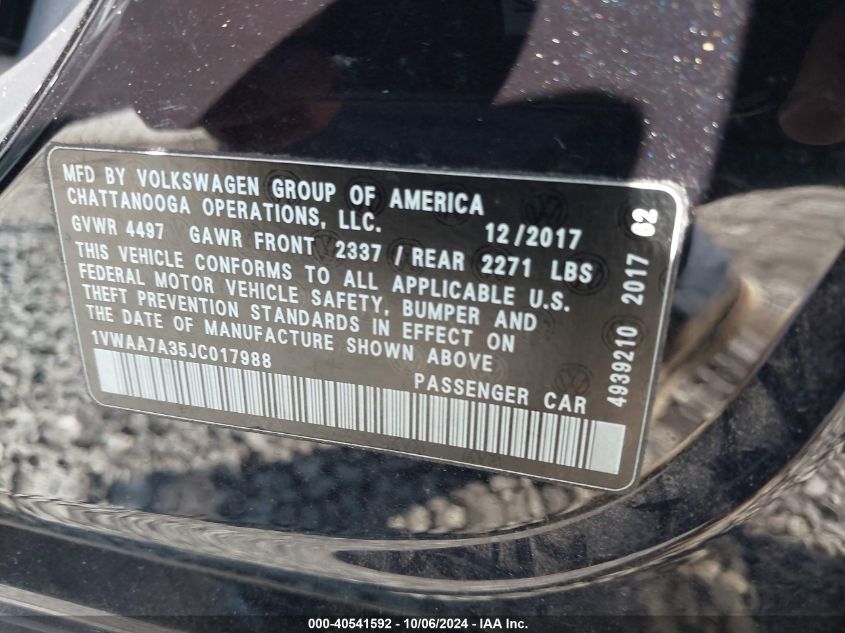 MFD BY VOLKSWAGEN GROUP OF AMERICA
CHATTANOOGA OPERATIONS, LLC. 12/2017
GVWR 4497 GAWR FRONT 2337 / REAR 2271 LBS
THIS VEHICLE CONFORMS TO ALL APPLICABLE U.S.
FEDERAL MOTOR VEHICLE SAFETY, BUMPER AND
THEFT PREVENTION STANDARDS IN EFFECT ON
THE DATE OF MANUFACTURE SHOWN ABOVE
1VWAA7A35JC017988
PASSENGER CAR
4939210 2017 62
000-40541592 - 10/06/2024 - IAA Inc.